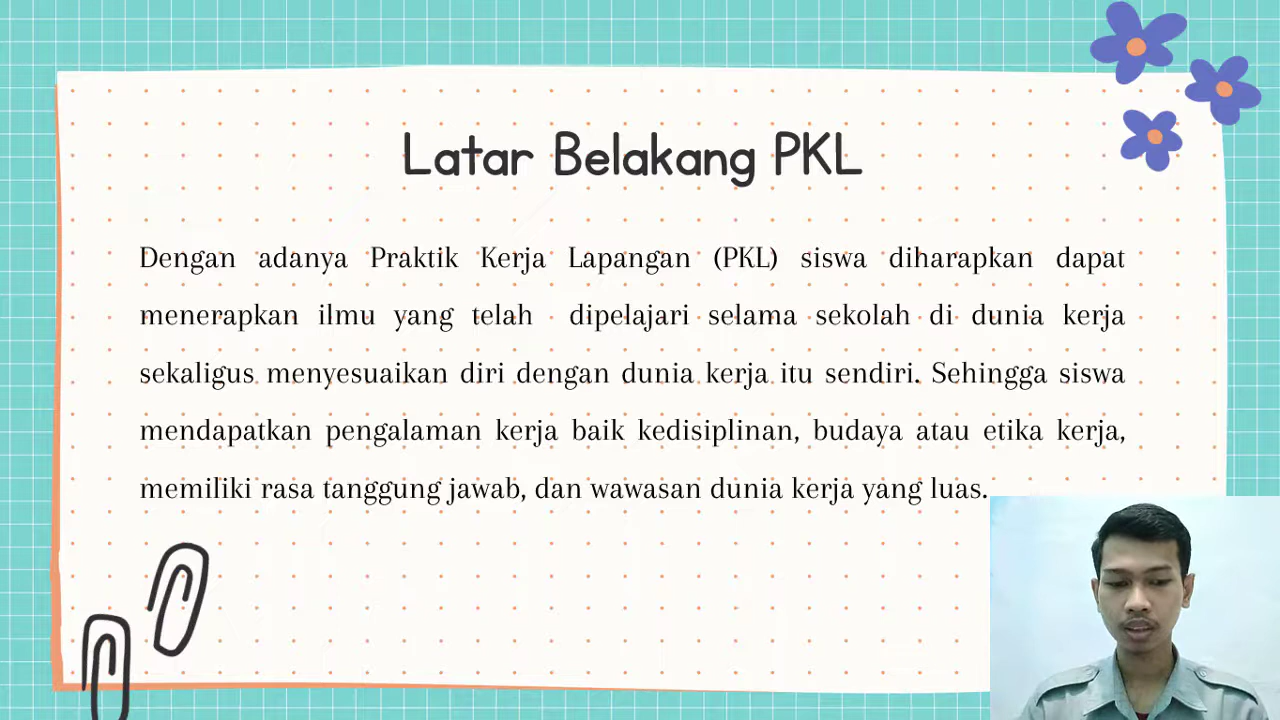 Latar Belakang PKL
Dengan adanya Praktik Kerja Lapangan (PKL) siswa diharapkan dapat
menerapkan ilmu yang telah dipelajari selama sekolah di dunia kerja
sekaligus menyesuaikan diri dengan dunia kerja itu sendiri. Sehingga siswa
mendapatkan pengalaman kerja baik kedisiplinan, budaya atau etika kerja,
memiliki rasa tanggung jawab, dan wawasan dunia kerja yang luas.